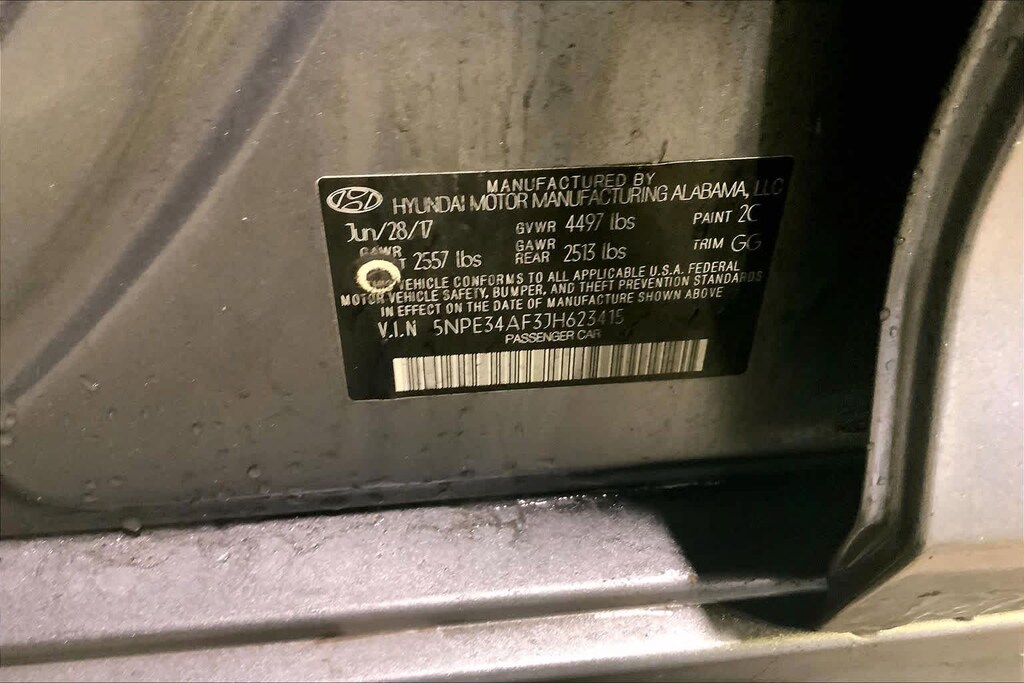 MANUFACTURED BY
HYUNDAI MOTOR MANUFACTURING ALABAMA, LLC
Jun/28/17 GVWR 4497 lbs PAINT 2C
GAWR 2557 lbs GAWR REAR 2513 lbs TRIM GG
VEHICLE CONFORMS TO ALL APPLICABLE U.S.A. FEDERAL
MOTOR VEHICLE SAFETY, BUMPER, AND THEFT PREVENTION STANDARDS
IN EFFECT ON THE DATE OF MANUFACTURE SHOWN ABOVE
V.I.N 5NPE34AF3JH623415
PASSENGER CAR